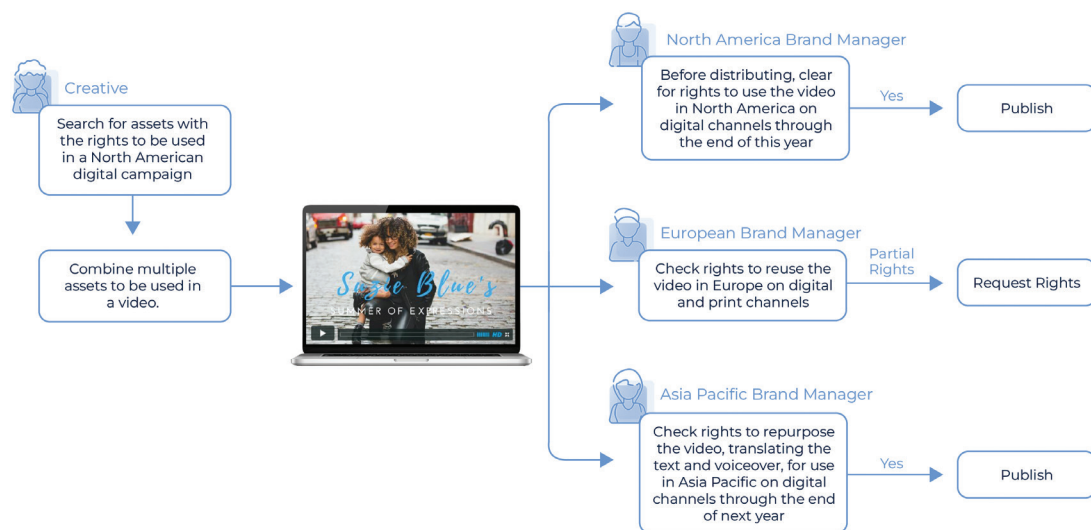 Creative
Search for assets with
the rights to be used
in a North American
digital campaign
Combine multiple
assets to be used in
a video.
Suzie Blue's
SUMMER OF EXPRESSIONS
HD
North America Brand Manager
Before distributing, clear
for rights to use the video
in North America on
digital channels through
the end of this year
Yes
Publish
European Brand Manager
Check rights to reuse the
video in Europe on digital
and print channels
Partial
Rights
Request Rights
Asia Pacific Brand Manager
Check rights to repurpose
the video, translating the
text and voiceover, for use
in Asia Pacific on digital
channels through the end
of next year
Yes
Publish